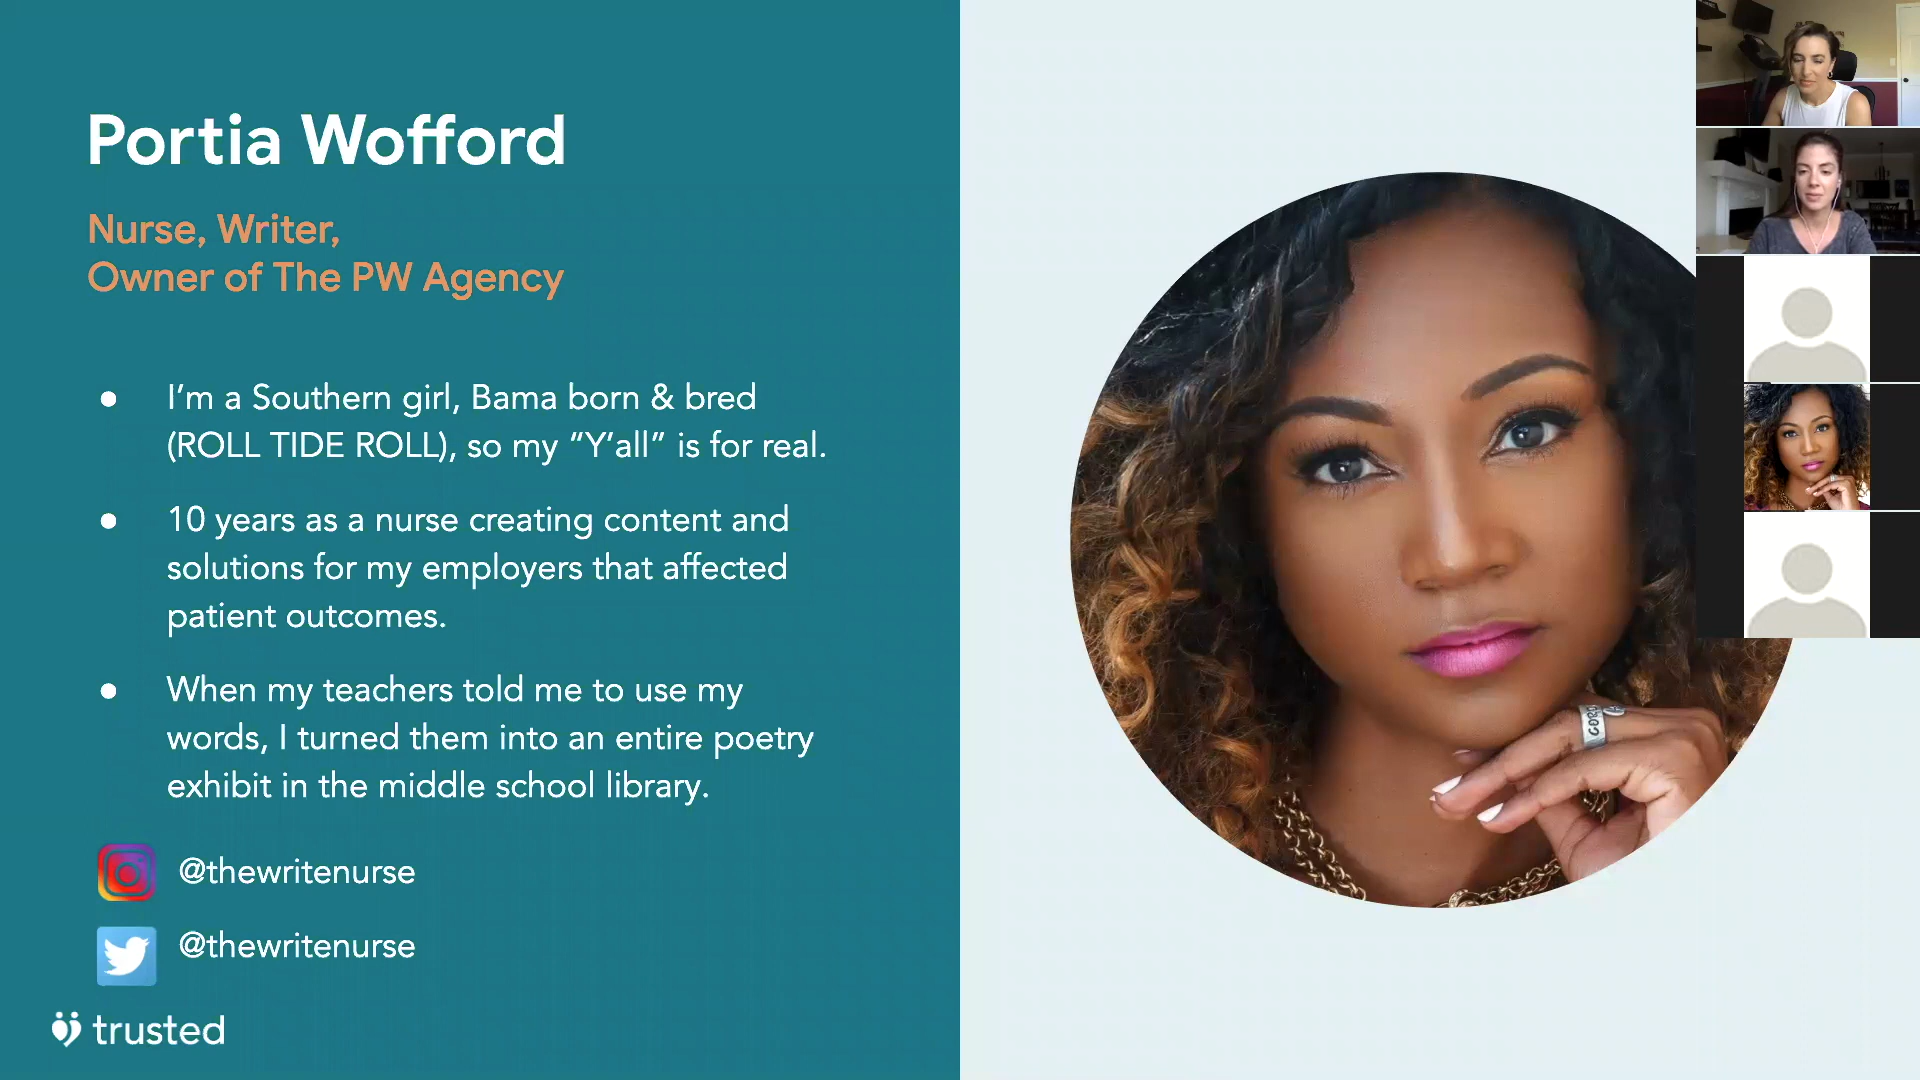 Portia Wofford
Nurse, Writer,
Owner of The PW Agency
● I’m a Southern girl, Bama born & bred
(ROLL TIDE ROLL), so my “Y’all” is for real.
● 10 years as a nurse creating content and
solutions for my employers that affected
patient outcomes.
● When my teachers told me to use my
words, I turned them into an entire poetry
exhibit in the middle school library.
@thewritenurse
@thewritenurse
trusted